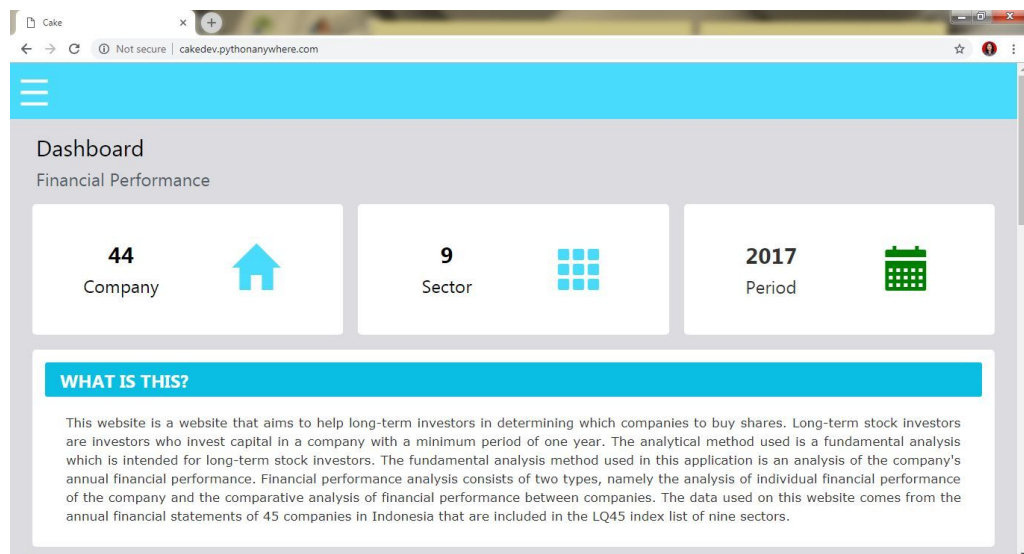 Cake
Not secure | cakedev.pythonanywhere.com
Dashboard
Financial Performance
44
Company
9
Sector
2017
Period
WHAT IS THIS?
This website is a website that aims to help long-term investors in determining which companies to buy shares. Long-term stock investors
are investors who invest capital in a company with a minimum period of one year. The analytical method used is a fundamental analysis
which is intended for long-term stock investors. The fundamental analysis method used in this application is an analysis of the company's
annual financial performance. Financial performance analysis consists of two types, namely the analysis of individual financial performance
of the company and the comparative analysis of financial performance between companies. The data used on this website comes from the
annual financial statements of 45 companies in Indonesia that are included in the LQ45 index list of nine sectors.